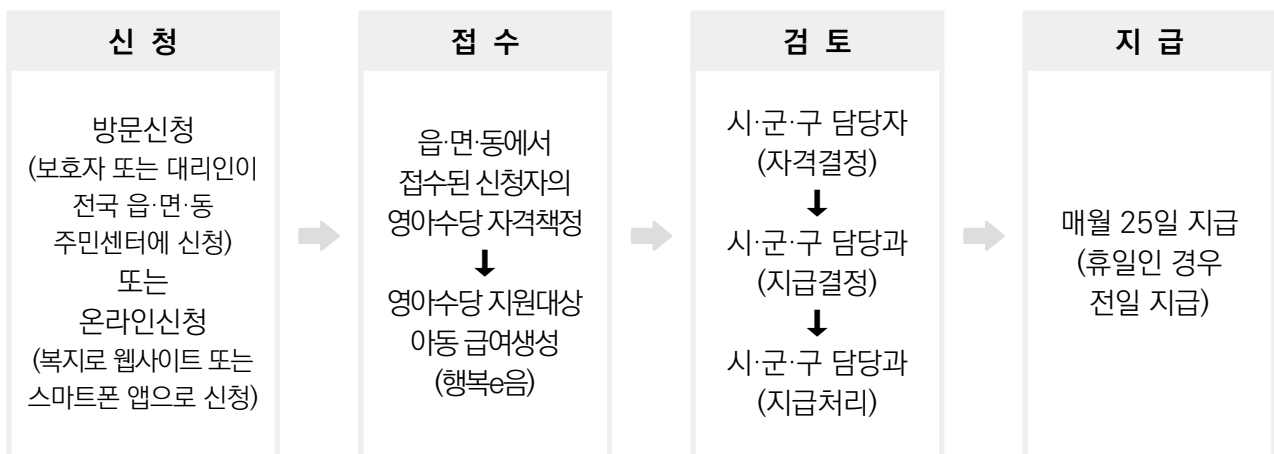 신 청
방문신청
(보호자 또는 대리인이
전국 읍·면·동
주민센터에 신청)
또는
온라인신청
(복지로 웹사이트 또는
스마트폰 앱으로 신청)
접 수
읍·면·동에서
접수된 신청자의
영아수당 자격책정
영아수당 지원대상
아동 급여생성
(행복e음)
검 토
시·군·구 담당자
(자격결정)
시·군·구 담당과
(지급결정)
시·군·구 담당과
(지급처리)
지 급
매월 25일 지급
(휴일인 경우
전일 지급)